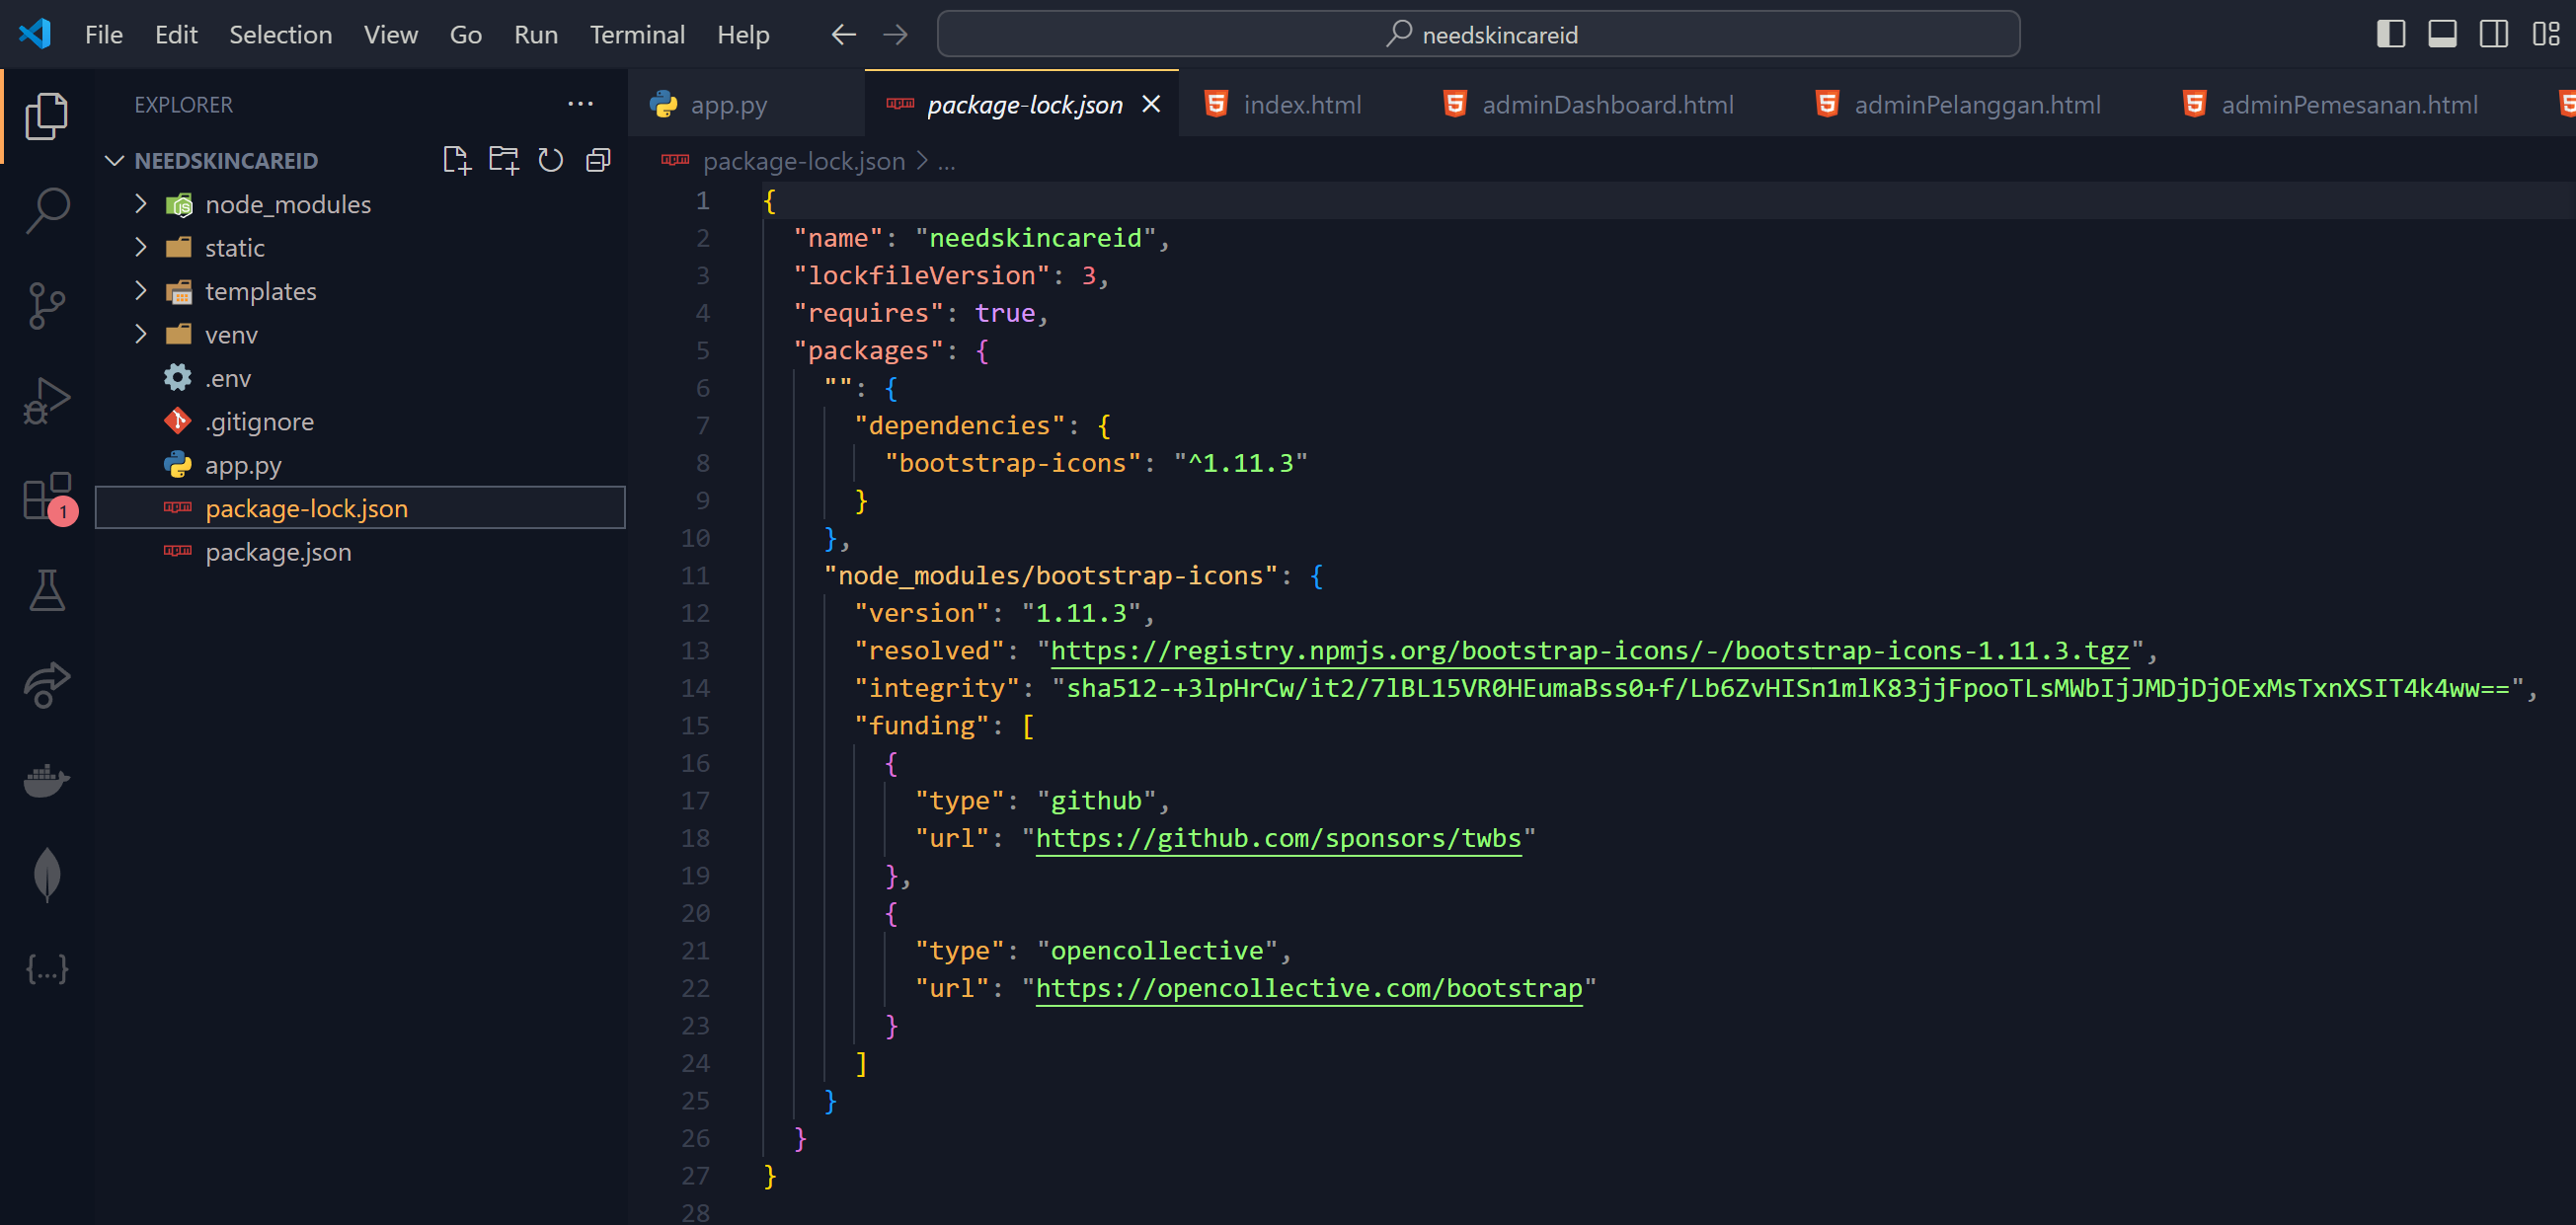 File Edit Selection View Go Run Terminal Help needskincareid
EXPLORER
NEEDSKINCAREID
node_modules
static
templates
venv
.env
.gitignore
app.py
package-lock.json
package.json
1
app.py package-lock.json index.html adminDashboard.html adminPelanggan.html adminPemesanan.html
package-lock.json > ...
1 {
2 "name": "needskincareid",
3 "lockfileVersion": 3,
4 "requires": true,
5 "packages": {
6 "": {
7 "dependencies": {
8 "bootstrap-icons": "^1.11.3"
9 }
10 },
11 "node_modules/bootstrap-icons": {
12 "version": "1.11.3",
13 "resolved": "https://registry.npmjs.org/bootstrap-icons/-/bootstrap-icons-1.11.3.tgz",
14 "integrity": "sha512-+3lpHrCw/it2/7lBL15VR0HEumaBss0+f/Lb6ZvHISn1mlK83jjFpooTLsMWbIjJMDjDjOExMsTxnXSIT4k4ww==",
15 "funding": [
16 {
17 "type": "github",
18 "url": "https://github.com/sponsors/twbs"
19 },
20 {
21 "type": "opencollective",
22 "url": "https://opencollective.com/bootstrap"
23 }
24 ]
25 }
26 }
27 }
28